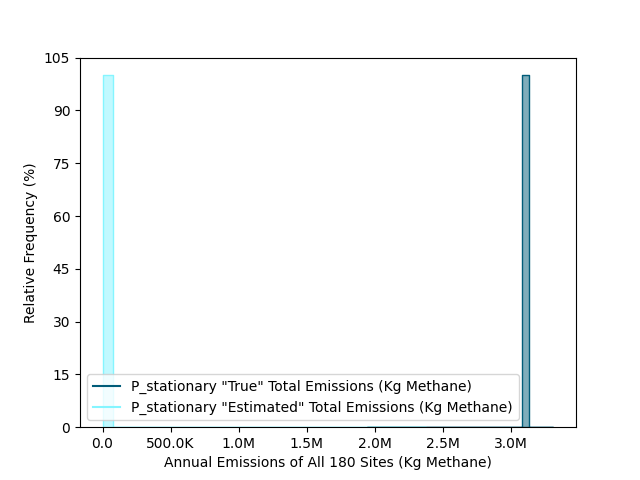 105
90
75
60
45
30
15
0
Relative Frequency (%)
P_stationary "True" Total Emissions (Kg Methane)
P_stationary "Estimated" Total Emissions (Kg Methane)
0.0 500.0K 1.0M 1.5M 2.0M 2.5M 3.0M
Annual Emissions of All 180 Sites (Kg Methane)